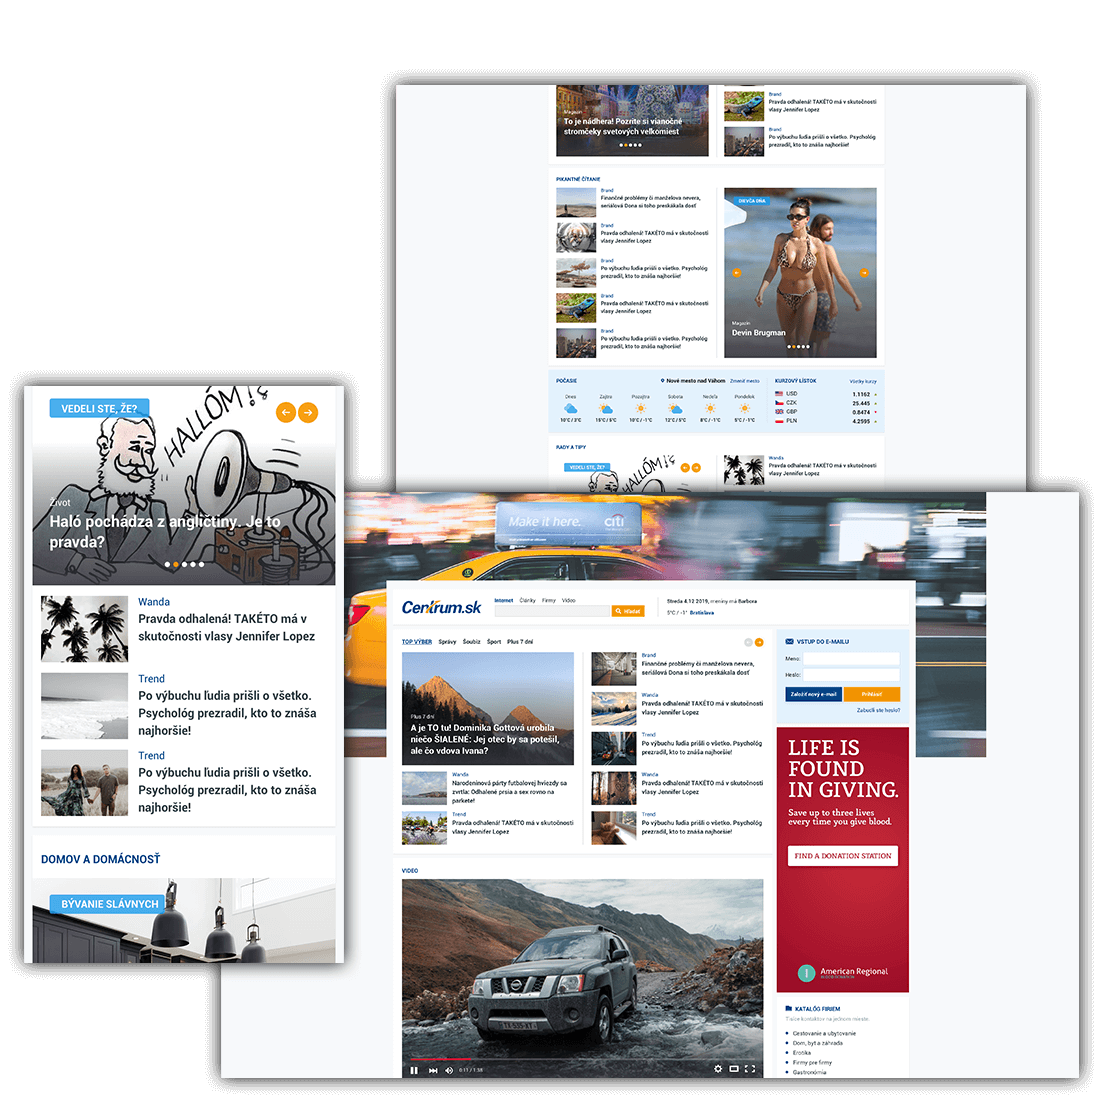 Magazín
To je nádhera! Pozrite si vianočné
stromčeky svetových veľkomiest
Brand
Pravda odhalená! TAKÉTO má v skutočnosti
vlasy Jennifer Lopez
Brand
Po výbuchu ľudia prišli o všetko. Psychológ
prezradil, kto to znáša najhoršie!
PIKANTNÉ ČÍTANIE
Brand
Finančné problémy či manželova nevera,
seriálová Dona si toho preskákala dosť
Brand
Pravda odhalená! TAKÉTO má v skutočnosti
vlasy Jennifer Lopez
Brand
Po výbuchu ľudia prišli o všetko. Psychológ
prezradil, kto to znáša najhoršie!
Brand
Pravda odhalená! TAKÉTO má v skutočnosti
vlasy Jennifer Lopez
Brand
Po výbuchu ľudia prišli o všetko. Psychológ
prezradil, kto to znáša najhoršie!
DIEVČA DŇA
Magazín
Devin Brugman
POČASIE
Nové mesto nad Váhom Zmeniť mesto
Dnes Zajtra Pozajtra Sobota Nedeľa Pondelok
10°C / 3°C 15°C / 5°C 10°C / -1°C 12°C / 5°C 8°C / -1°C 5°C / -1°C
KURZOVÝ LÍSTOK Všetky kurzy
USD 1.1162
CZK 25.445
GBP 0.8474
PLN 4.2595
RADY A TIPY
VEDELI STE, ŽE?
HALLÓM!
Wanda
Pravda odhalená! TAKÉTO má v skutočnosti
vlasy Jennifer Lopez
VEDELI STE, ŽE?
HALLÓM!
Život
Haló pochádza z angličtiny. Je to
pravda?
Wanda
Pravda odhalená! TAKÉTO má v
skutočnosti vlasy Jennifer Lopez
Trend
Po výbuchu ľudia prišli o všetko.
Psychológ prezradil, kto to znáša
najhoršie!
Trend
Po výbuchu ľudia prišli o všetko.
Psychológ prezradil, kto to znáša
najhoršie!
DOMOV A DOMÁCNOSŤ
BÝVANIE SLÁVNYCH
Make it here. citi
Centrum.sk
Internet Články Firmy Video
Hľadať
Streda 4.12 2019, meniny má Barbora
5°C / -1° Bratislava
TOP VÝBER Správy Šoubiz Šport Plus 7 dní
Plus 7 dní
A je TO tu! Dominika Gottová urobila
niečo ŠIALENÉ: Jej otec by sa potešil,
ale čo vdova Ivana?
Wanda
Narodeninová párty futbalovej hviezdy sa
zvrtla: Odhalené prsia a sex rovno na
parkete!
Trend
Pravda odhalená! TAKÉTO má v skutočnosti
vlasy Jennifer Lopez
Brand
Finančné problémy či manželova nevera,
seriálová Dona si toho preskákala dosť
Wanda
Pravda odhalená! TAKÉTO má v skutočnosti
vlasy Jennifer Lopez
Trend
Po výbuchu ľudia prišli o všetko. Psychológ
prezradil, kto to znáša najhoršie!
Wanda
Pravda odhalená! TAKÉTO má v skutočnosti
vlasy Jennifer Lopez
Trend
Po výbuchu ľudia prišli o všetko. Psychológ
prezradil, kto to znáša najhoršie!
VSTUP DO E-MAILU
Meno:
Heslo:
Založiť nový e-mail Prihlásiť
Zabudli ste heslo?
LIFE IS
FOUND
IN GIVING.
Save up to three lives
every time you give blood.
FIND A DONATION STATION
American Regional
VIDEO
0:11 / 1:38
KATALÓG FIRIEM
Tisíce kontaktov na jednom mieste.
Cestovanie a ubytovanie
Dom, byt a záhrada
Erotika
Firmy pre firmy
Gastronómia